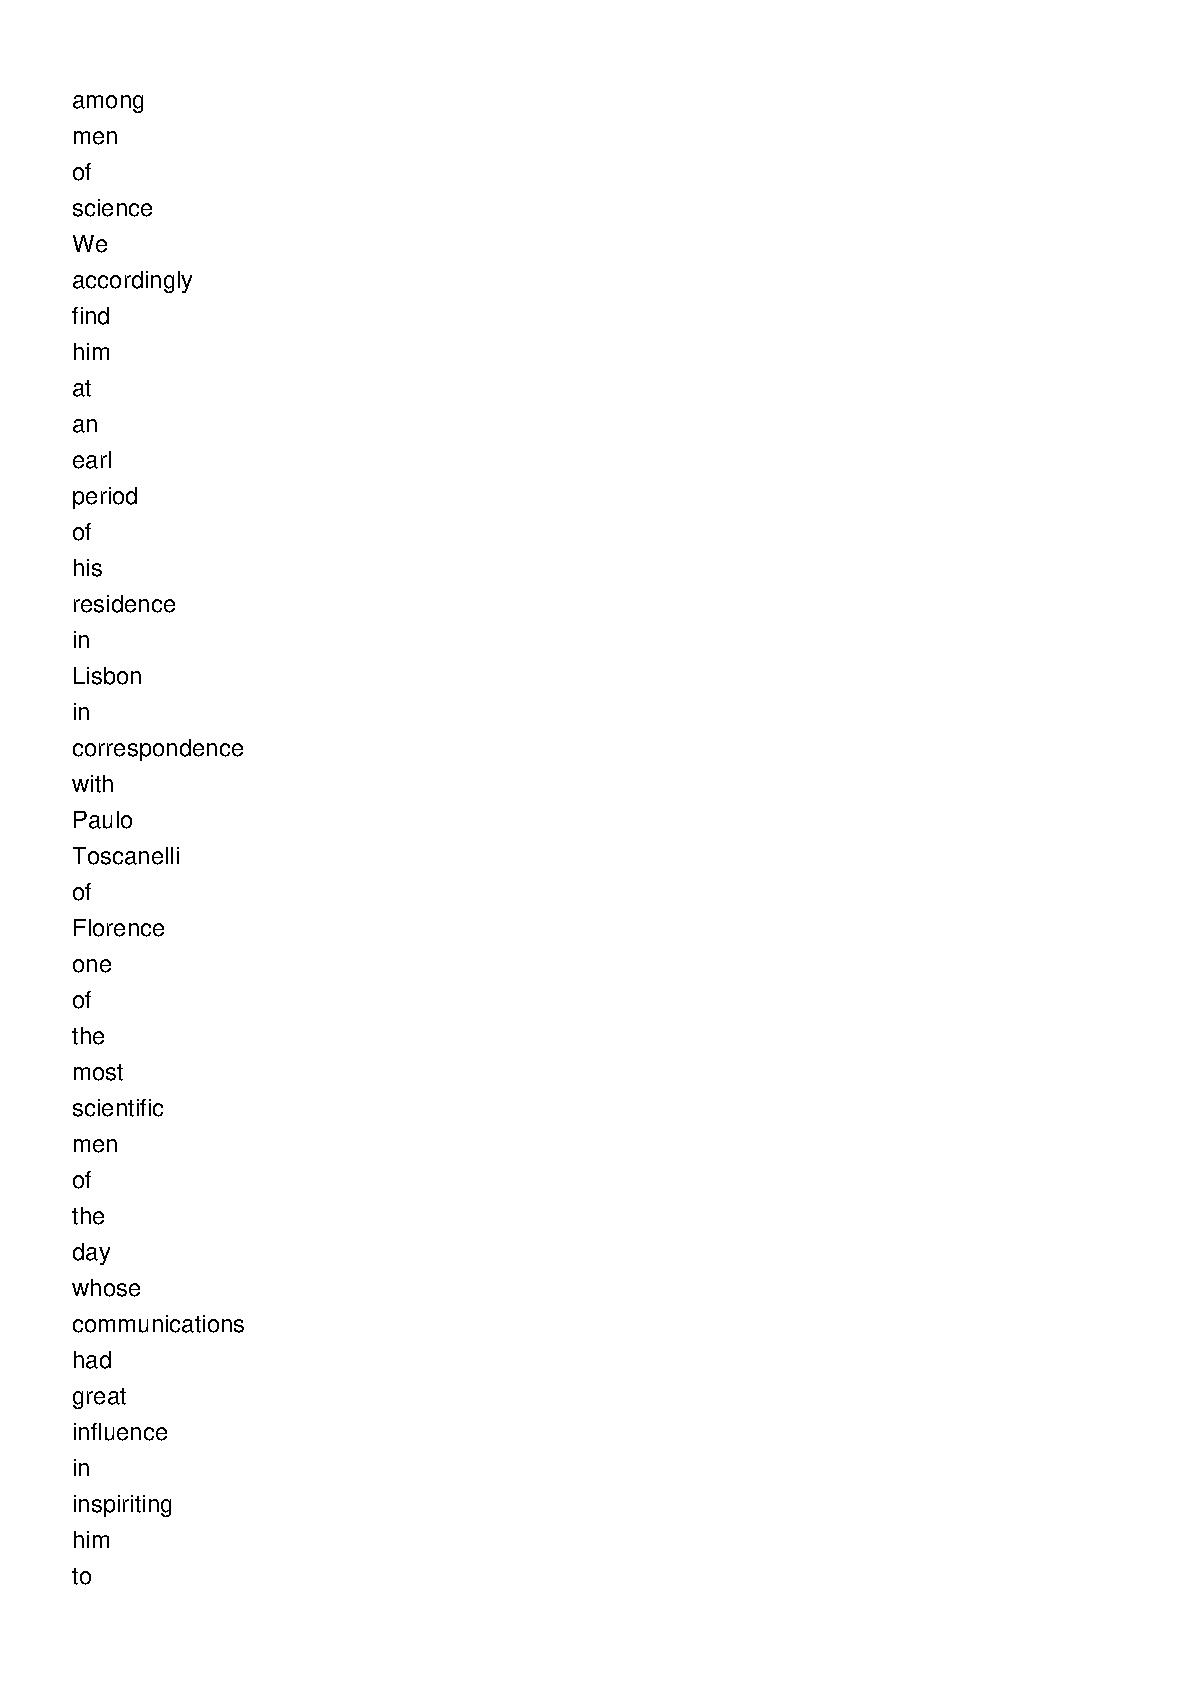 among
men
of
science
We
accordingly
find
him
at
an
earl
period
of
his
residence
in
Lisbon
in
correspondence
with
Paulo
Toscanelli
of
Florence
one
of
the
most
scientific
men
of
the
day
whose
communications
had
great
influence
in
inspiriting
him
to